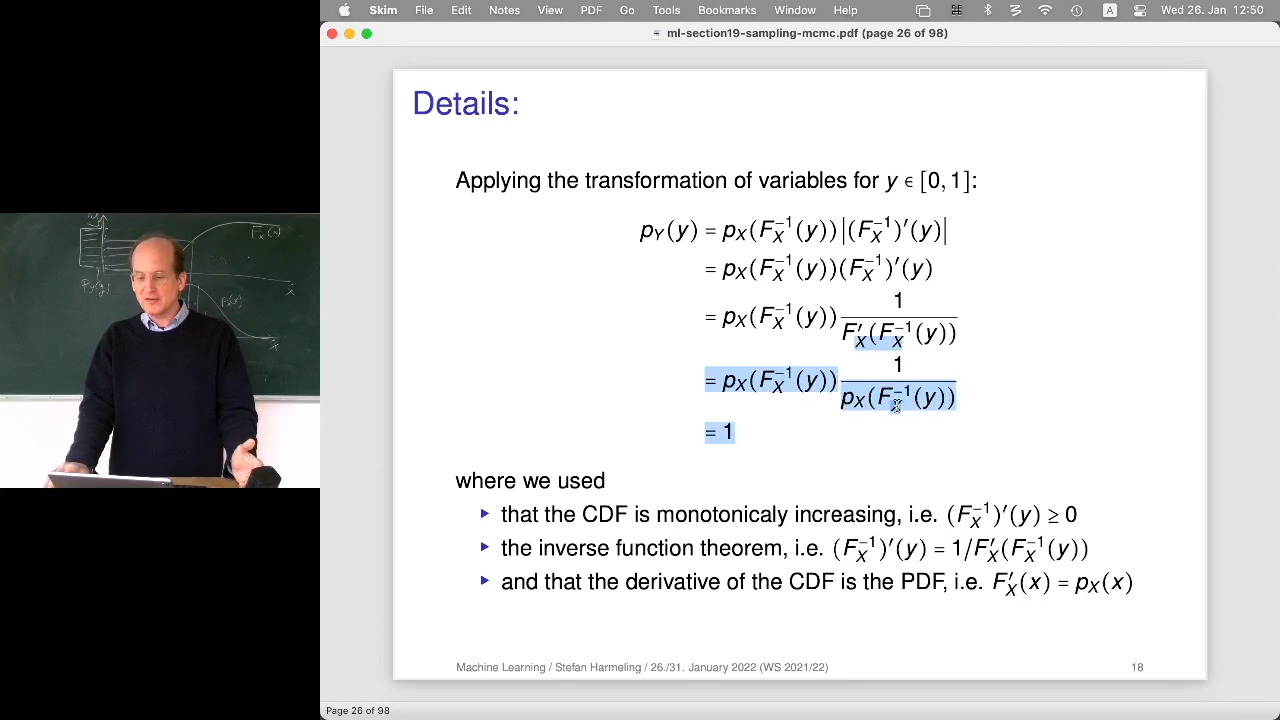 Skim File Edit View Notes PDF Go Tools Bookmarks Window Help A Wed 26. Jan 12:50
ml-section19-sampling-mcmc.pdf (page 26 of 98)
Details:
Applying the transformation of variables for y ∈ [0, 1]:
p_Y(y) = p_X(F_X^{-1}(y)) |(F_X^{-1})′(y)|
= p_X(F_X^{-1}(y))(F_X^{-1})′(y)
= p_X(F_X^{-1}(y)) 1/F′_X(F_X^{-1}(y))
= p_X(F_X^{-1}(y)) 1/p_X(F_X^{-1}(y))
= 1
where we used
▸ that the CDF is monotonicaly increasing, i.e. (F_X^{-1})′(y) ≥ 0
▸ the inverse function theorem, i.e. (F_X^{-1})′(y) = 1/F′_X(F_X^{-1}(y))
▸ and that the derivative of the CDF is the PDF, i.e. F′_X(x) = p_X(x)
Machine Learning / Stefan Harmeling / 26./31. January 2022 (WS 2021/22) 18
Page 26 of 98
F_X(x)
x
p_Y(y)
x